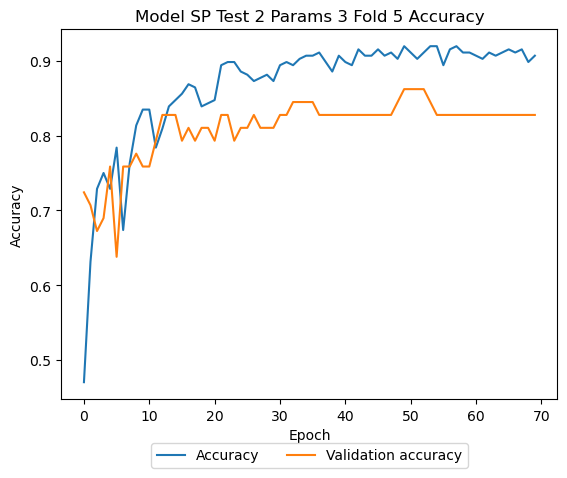 Model SP Test 2 Params 3 Fold 5 Accuracy
Accuracy
0.9
0.8
0.7
0.6
0.5
0 10 20 30 40 50 60 70
Epoch
Accuracy Validation accuracy